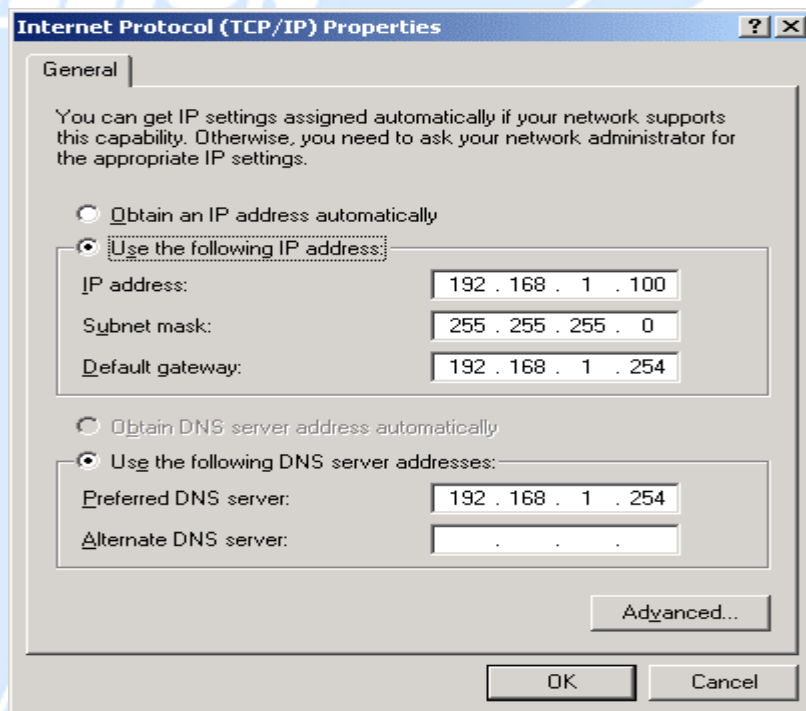 Internet Protocol (TCP/IP) Properties
General
You can get IP settings assigned automatically if your network supports
this capability. Otherwise, you need to ask your network administrator for
the appropriate IP settings.
Obtain an IP address automatically
Use the following IP address:
IP address: 192 . 168 . 1 . 100
Subnet mask: 255 . 255 . 255 . 0
Default gateway: 192 . 168 . 1 . 254
Obtain DNS server address automatically
Use the following DNS server addresses:
Preferred DNS server: 192 . 168 . 1 . 254
Alternate DNS server: . . .
Advanced...
OK Cancel